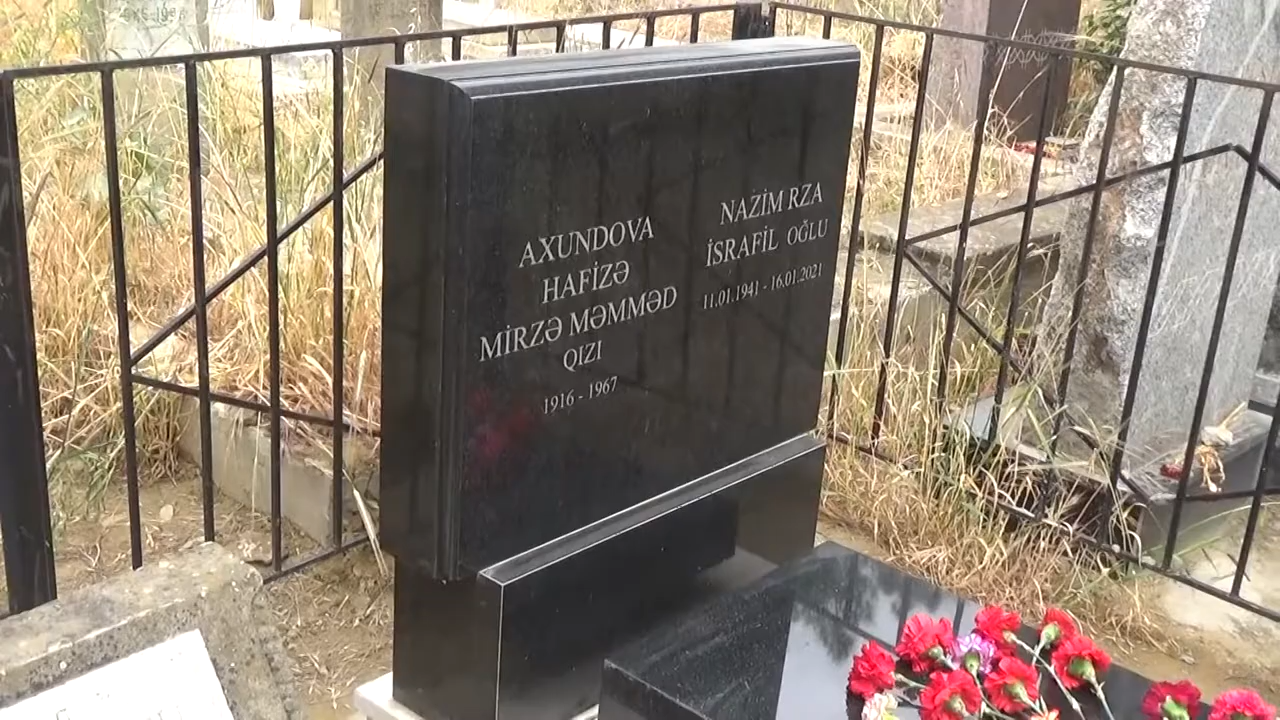 AXUNDOVA
HAFİZƏ
MİRZƏ MƏMMƏD
QIZI
1916 - 1967
NAZİM RZA
İSRAFİL OĞLU
11.01.1941 - 16.01.2021